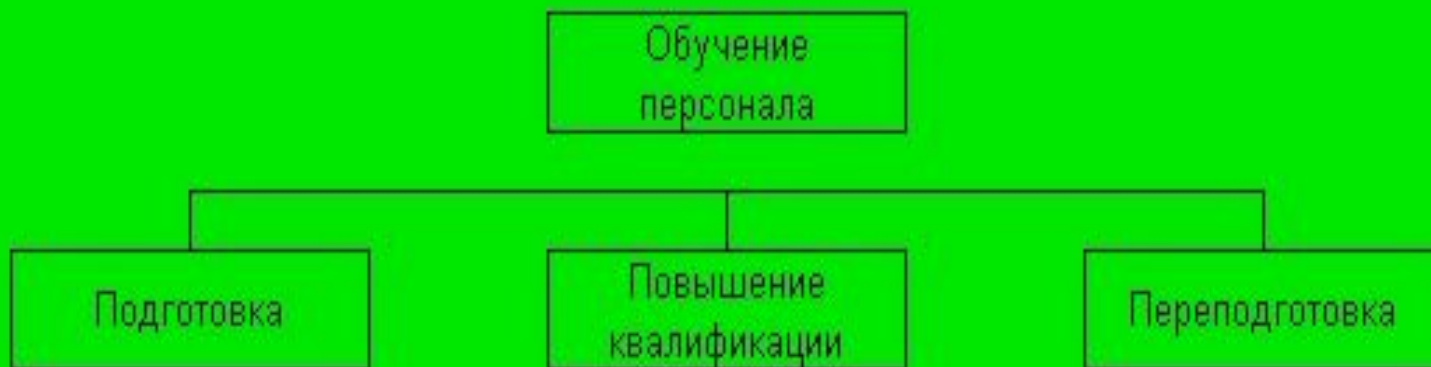 Обучение
персонала
Подготовка
Повышение
квалификации
Переподготовка